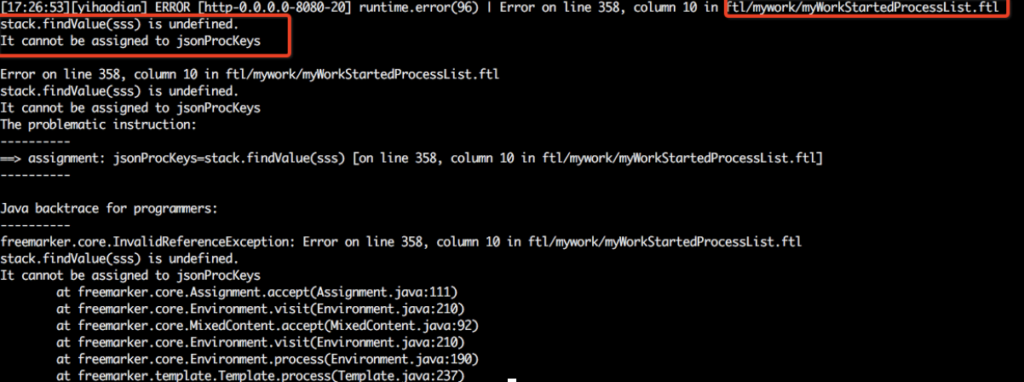 [17:26:53][yihaodian] ERROR [http-0.0.0.0-8080-20] runtime.error(96) | Error on line 358, column 10 in ftl/mywork/myWorkStartedProcessList.ftl
stack.findValue(sss) is undefined.
It cannot be assigned to jsonProcKeys
Error on line 358, column 10 in ftl/mywork/myWorkStartedProcessList.ftl
stack.findValue(sss) is undefined.
It cannot be assigned to jsonProcKeys
The problematic instruction:
----------
==> assignment: jsonProcKeys=stack.findValue(sss) [on line 358, column 10 in ftl/mywork/myWorkStartedProcessList.ftl]
----------
Java backtrace for programmers:
----------
freemarker.core.InvalidReferenceException: Error on line 358, column 10 in ftl/mywork/myWorkStartedProcessList.ftl
stack.findValue(sss) is undefined.
It cannot be assigned to jsonProcKeys
at freemarker.core.Assignment.accept(Assignment.java:111)
at freemarker.core.Environment.visit(Environment.java:210)
at freemarker.core.MixedContent.accept(MixedContent.java:92)
at freemarker.core.Environment.visit(Environment.java:210)
at freemarker.core.Environment.process(Environment.java:190)
at freemarker.template.Template.process(Template.java:237)